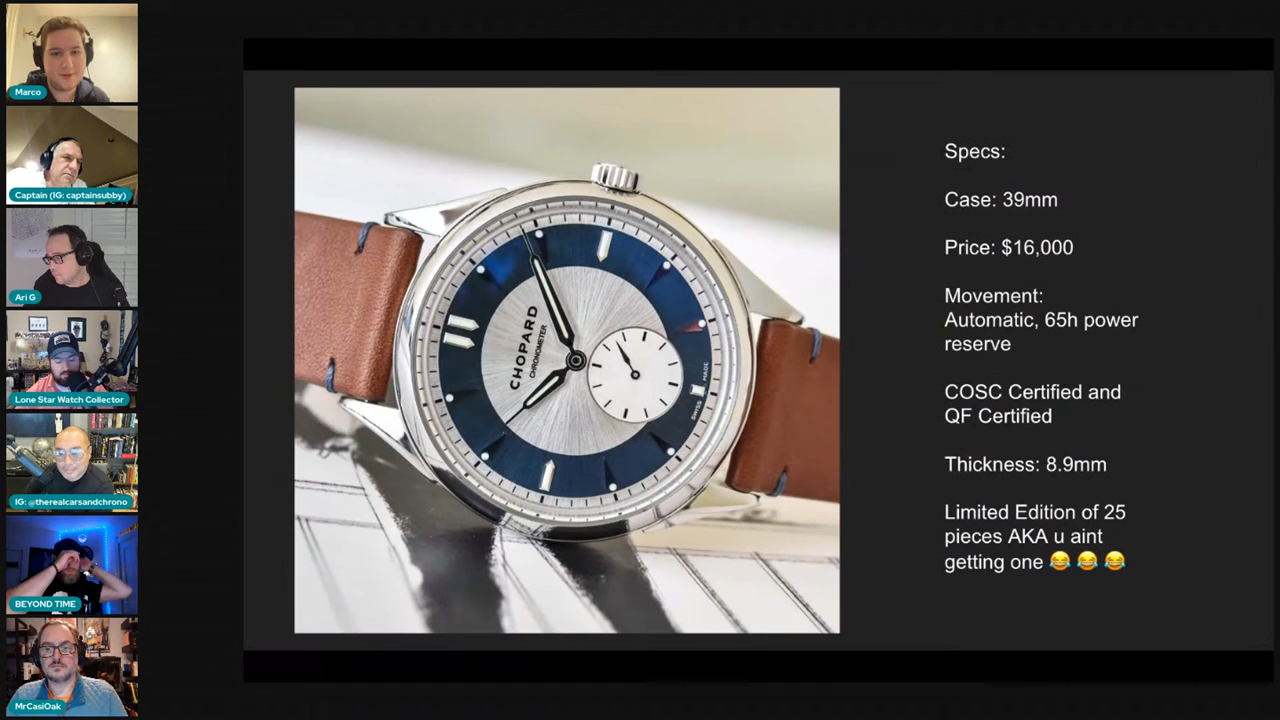 Marco
Captain (IG: captainsubby)
Ari G
Lone Star Watch Collector
IG: @therealcarsandchrono
BEYOND TIME
MrCasiOak
CHOPARD
CHRONOMETER
SWISS MADE
Specs:
Case: 39mm
Price: $16,000
Movement:
Automatic, 65h power
reserve
COSC Certified and
QF Certified
Thickness: 8.9mm
Limited Edition of 25
pieces AKA u aint
getting one 😂 😂 😂